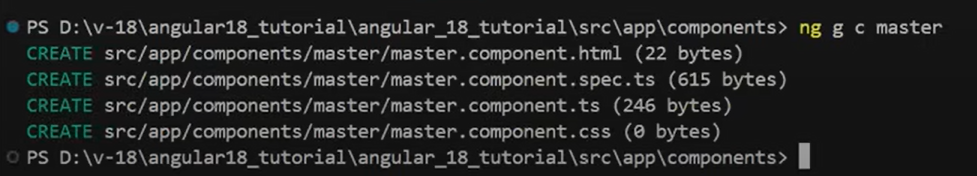 PS D:\v-18\angular18_tutorial\angular_18_tutorial\src\app\components> ng g c master
CREATE src/app/components/master/master.component.html (22 bytes)
CREATE src/app/components/master/master.component.spec.ts (615 bytes)
CREATE src/app/components/master/master.component.ts (246 bytes)
CREATE src/app/components/master/master.component.css (0 bytes)
PS D:\v-18\angular18_tutorial\angular_18_tutorial\src\app\components>